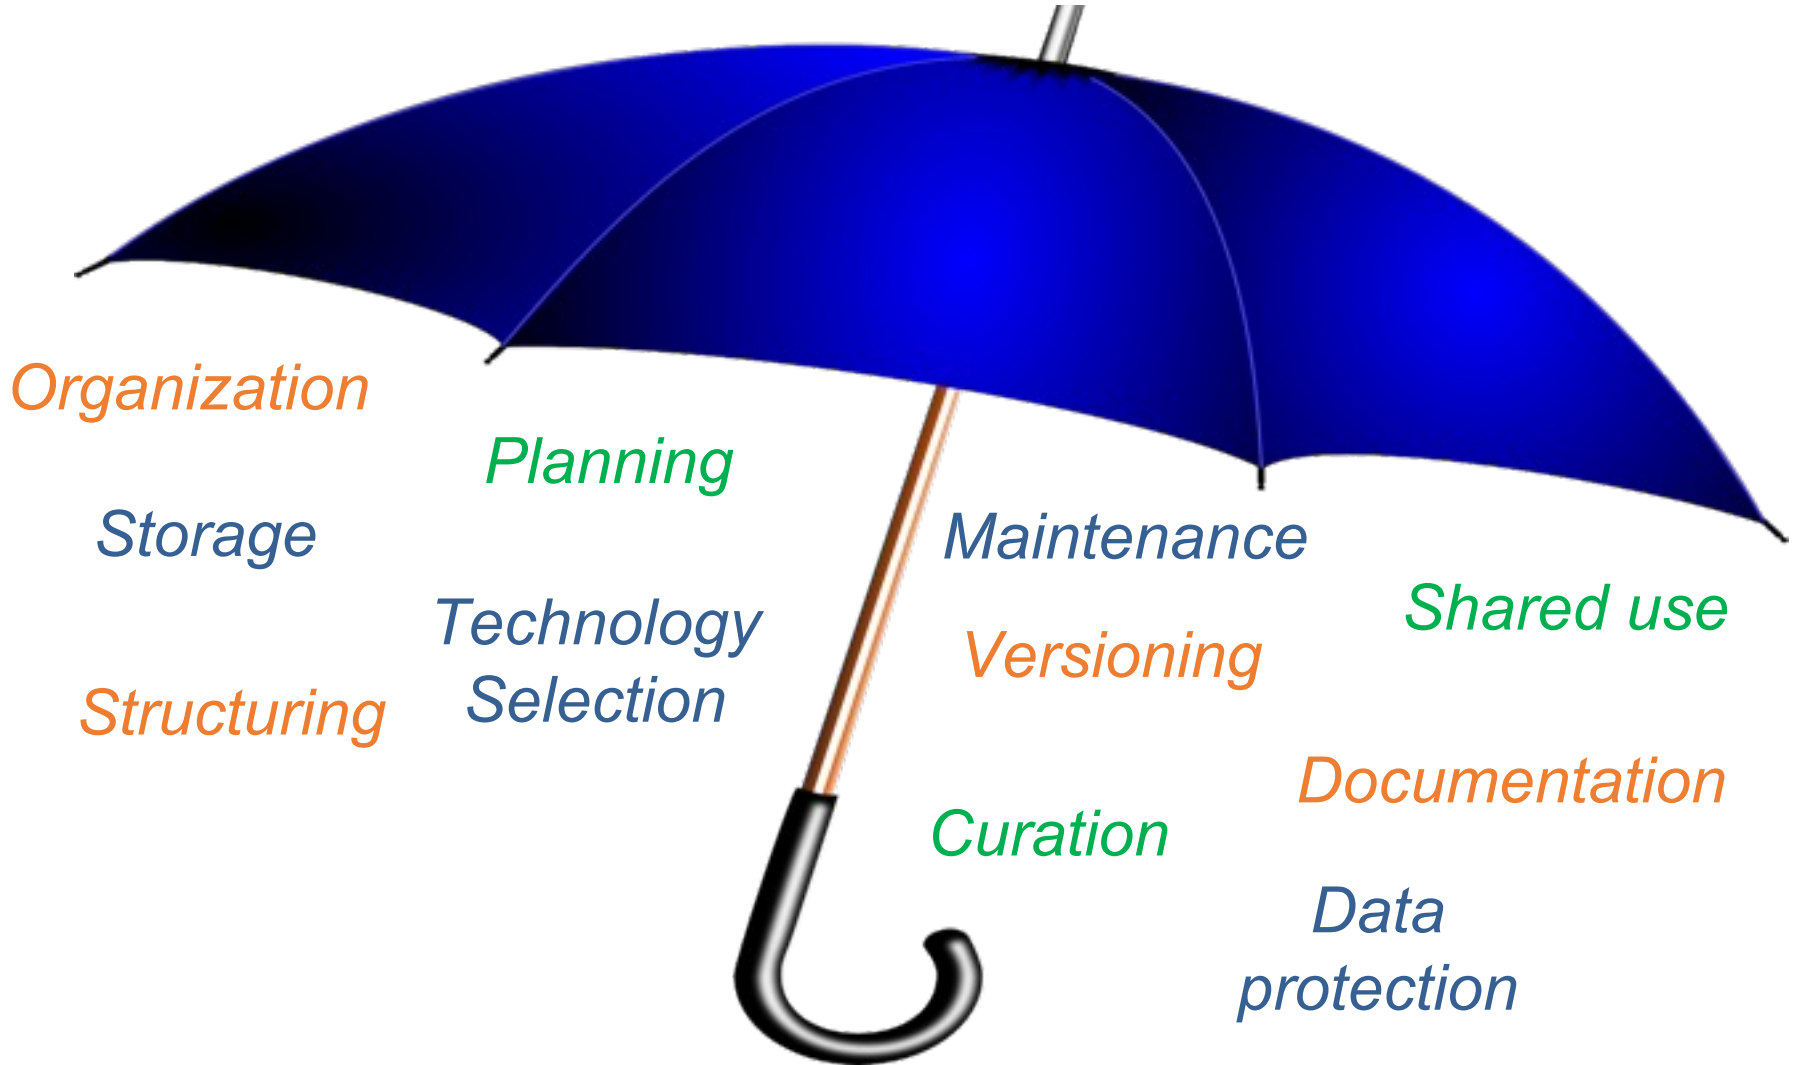 Organization
Planning
Storage
Maintenance
Shared use
Technology
Selection
Versioning
Structuring
Documentation
Curation
Data
protection